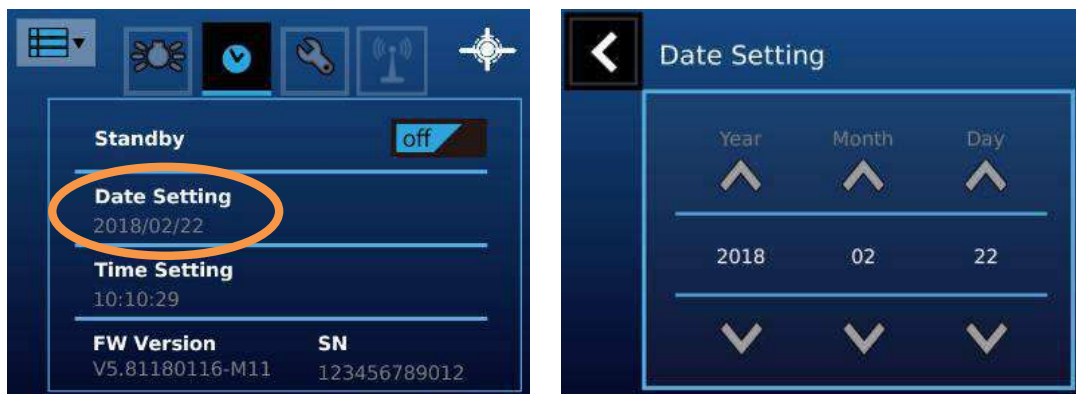 Standby
off
Date Setting
2018/02/22
Time Setting
10:10:29
FW Version SN
V5.81180116-M11 123456789012
Date Setting
Year Month Day
2018 02 22